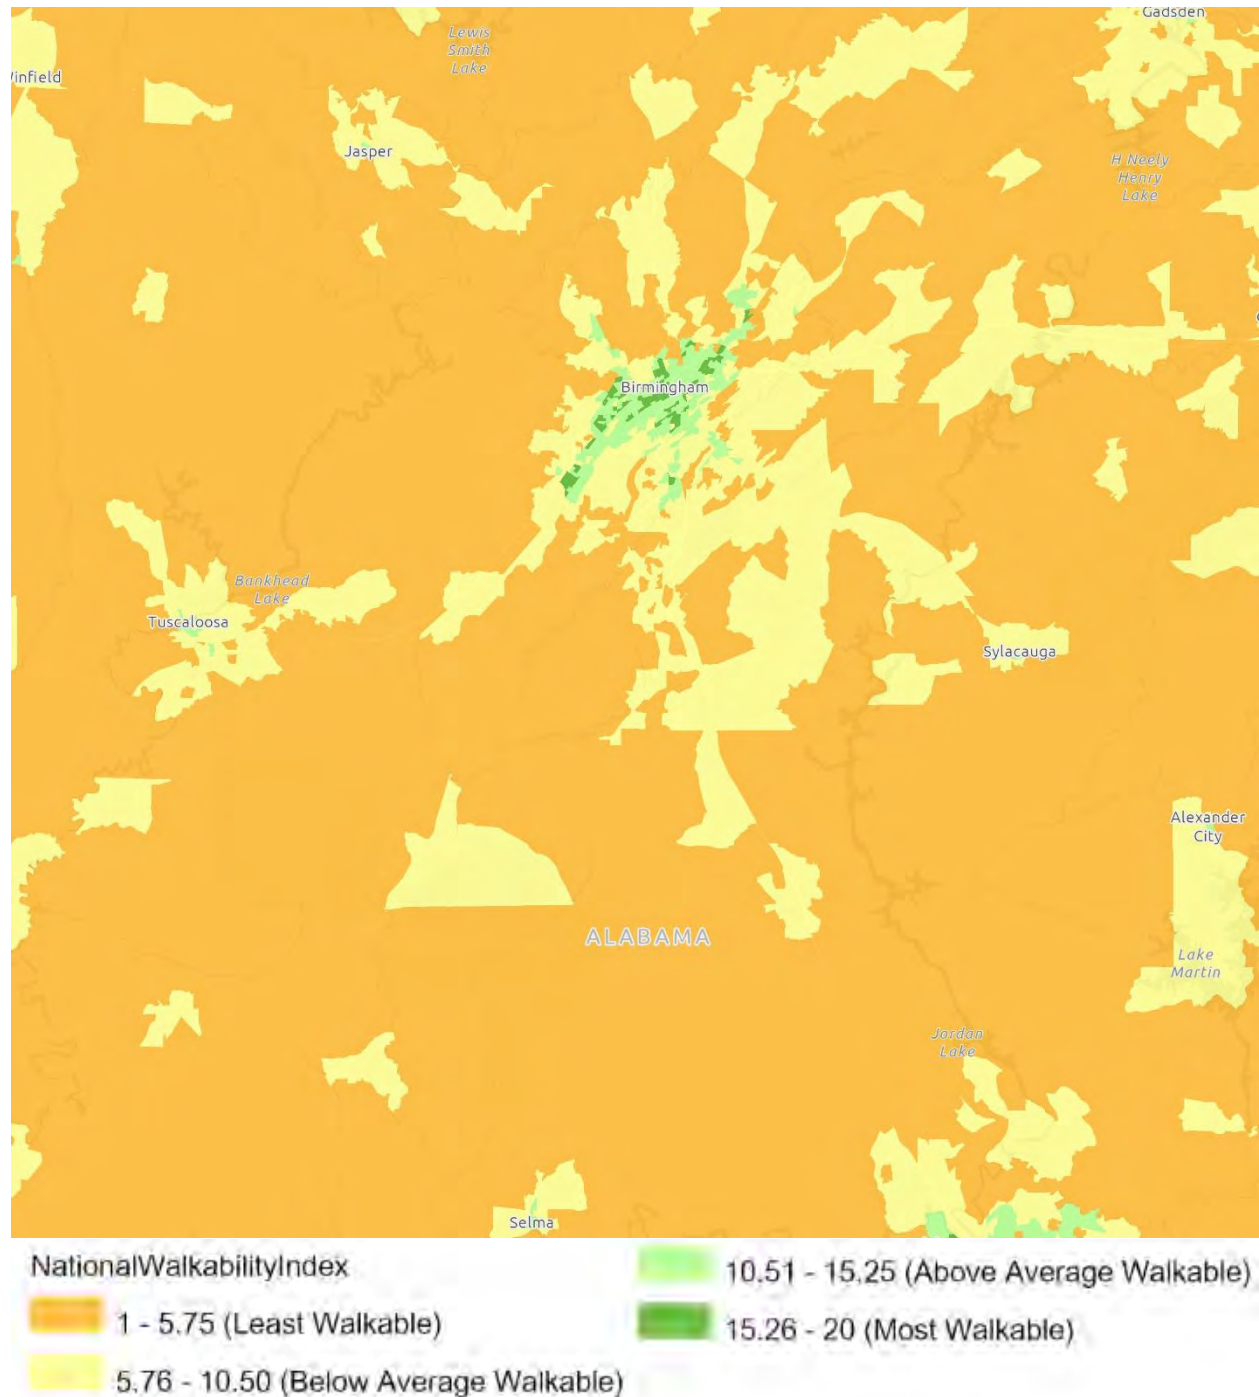 Gadsden
Lewis
Smith
Lake
infield
Jasper
H Neely
Henry
Lake
Birmingham
Bankhead
Lake
Tuscaloosa
Sylacauga
Alexander
City
ALABAMA
Lake
Martin
Jordan
Lake
Selma
NationalWalkabilityIndex
1 - 5.75 (Least Walkable)
5.76 - 10.50 (Below Average Walkable)
10.51 - 15.25 (Above Average Walkable)
15.26 - 20 (Most Walkable)